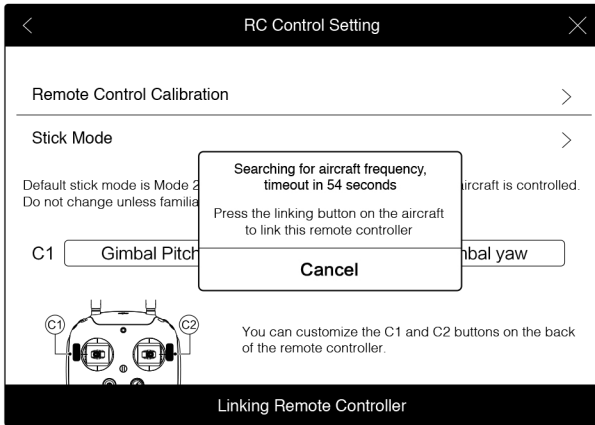 RC Control Setting
Remote Control Calibration
Stick Mode
Searching for aircraft frequency,
timeout in 54 seconds
Press the linking button on the aircraft
to link this remote controller
Cancel
Default stick mode is Mode 2
aircraft is controlled.
Do not change unless
C1
Gimbal Pitch
yaw
C1
C2
You can customize the C1 and C2 buttons on the back
of the remote controller.
Linking Remote Controller